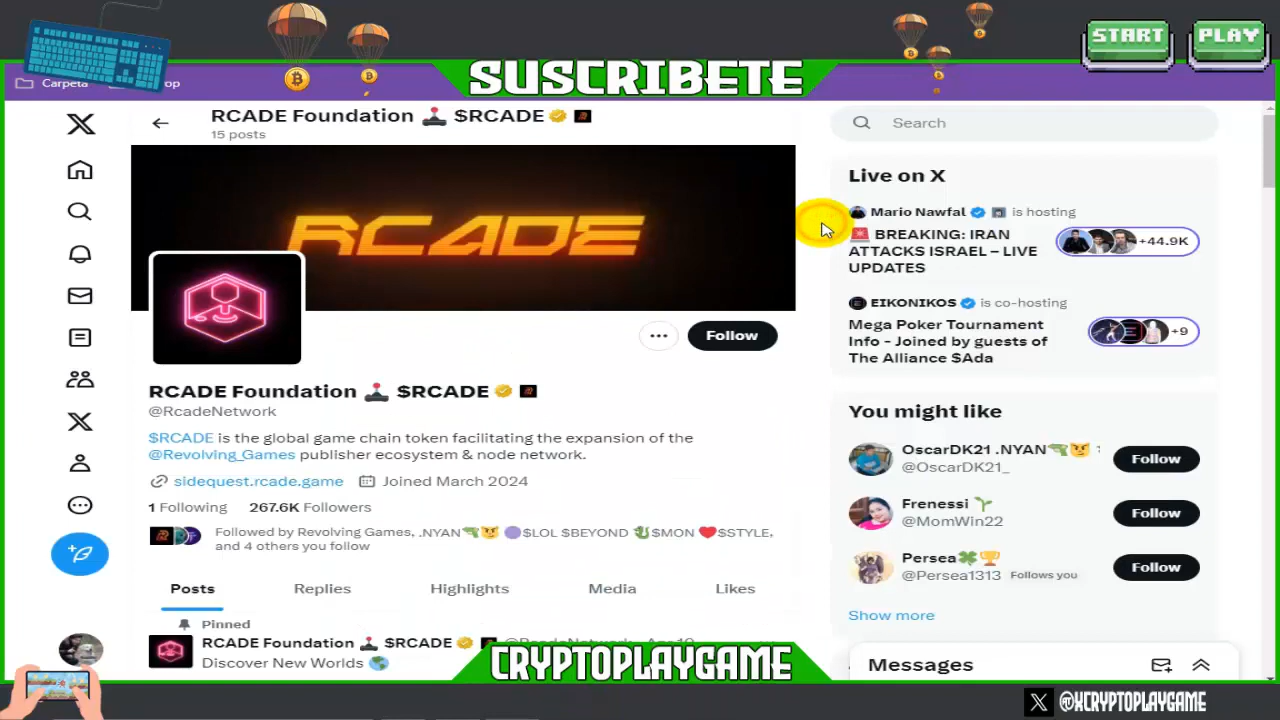 START
PLAY
SUSCRIBETE
Carpeta
op
RCADE Foundation 🕹️ $RCADE
15 posts
Search
RCADE
Live on X
Mario Nawfal is hosting
🚨 BREAKING: IRAN
ATTACKS ISRAEL – LIVE
UPDATES
+44.9K
EIKONIKOS is co-hosting
Mega Poker Tournament
Info - Joined by guests of
The Alliance $Ada
+9
Follow
RCADE Foundation 🕹️ $RCADE
@RcadeNetwork
$RCADE is the global game chain token facilitating the expansion of the
@Revolving_Games publisher ecosystem & node network.
sidequest.rcade.game Joined March 2024
1 Following 267.6K Followers
Followed by Revolving Games, .NYAN🔫😼 🟣$LOL $BEYOND 🐉$MON ❤️$STYLE,
and 4 others you follow
You might like
OscarDK21 .NYAN🔫😼
@OscarDK21_
Follow
Frenessi 🌱
@MomWin22
Follow
Persea🍀🏆
@Persea1313 Follows you
Follow
Show more
Posts Replies Highlights Media Likes
Pinned
RCADE Foundation 🕹️ $RCADE @RcadeNetwork · Apr 10
Discover New Worlds 🌎
Messages
CRYPTOPLAYGAME
@XCRYPTOPLAYGAME